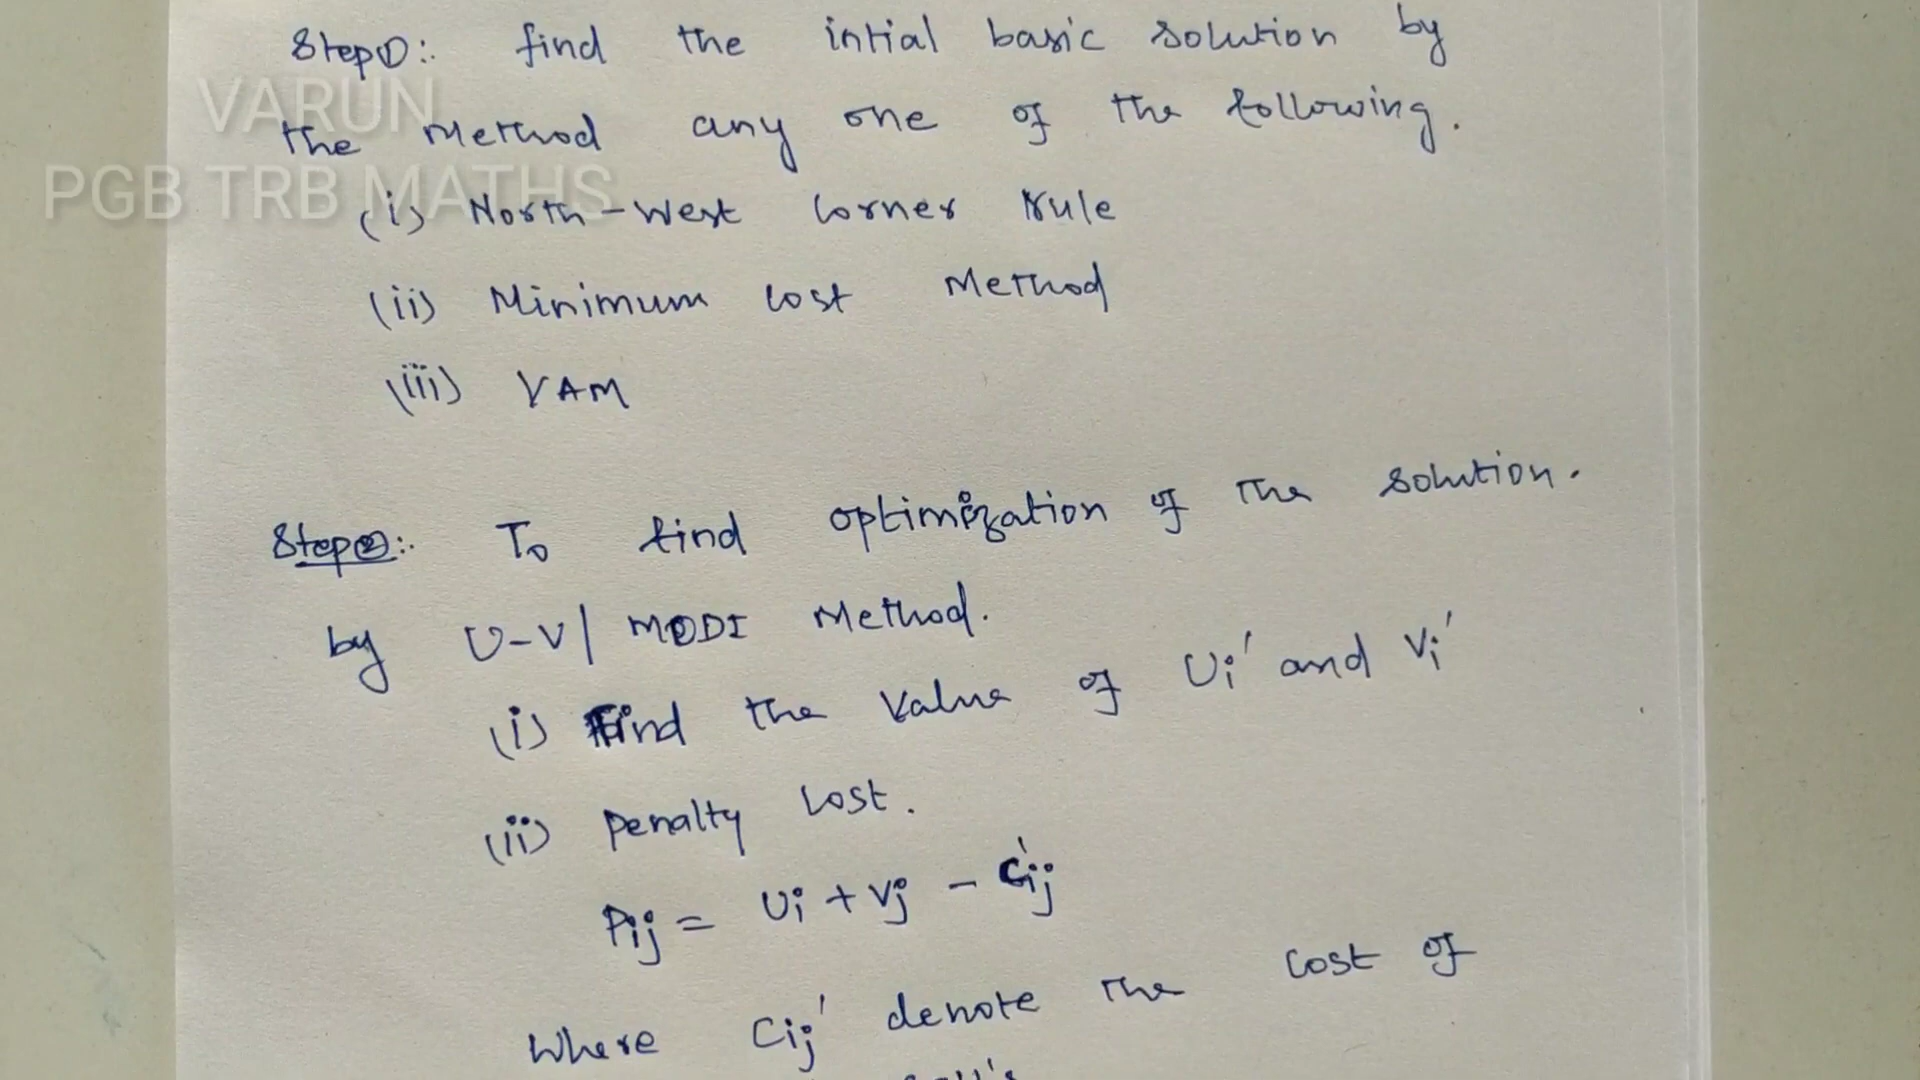 Step①:. find the intial basic solution by
VARUN
the Method any one of the following.
PGB TRB MATHS
(i) North-West Corner Rule
(ii) Minimum Cost Method
(iii) VAM
Step②:. To find optimization of the solution.
by U-V/ MODI Method.
(i) Find the Value of Ui' and Vi'
(ii) Penalty Cost.
Pij = Ui + Vj - Cij'
Where Cij' denote the Cost of